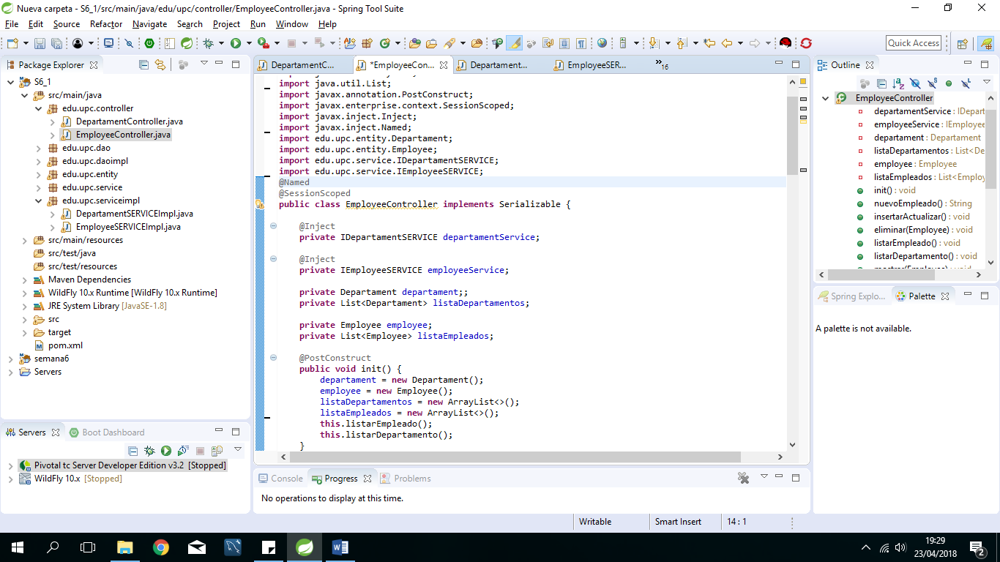 Nueva carpeta - S6_1/src/main/java/edu/upc/controller/EmployeeController.java - Spring Tool Suite
File Edit Source Refactor Navigate Search Project Run Window Help
Quick Access
Package Explorer
S6_1
src/main/java
edu.upc.controller
DepartamentController.java
EmployeeController.java
edu.upc.dao
edu.upc.daoimpl
edu.upc.entity
edu.upc.service
edu.upc.serviceimpl
DepartamentSERVICEImpl.java
EmployeeSERVICEImpl.java
src/main/resources
src/test/java
src/test/resources
Maven Dependencies
WildFly 10.x Runtime [WildFly 10.x Runtime]
JRE System Library [JavaSE-1.8]
src
target
pom.xml
semana6
Servers
Servers Boot Dashboard
Pivotal tc Server Developer Edition v3.2 [Stopped]
WildFly 10.x [Stopped]
DepartamentC... *EmployeeCon... Departament... EmployeeSER... »16
import java.util.List;
import javax.annotation.PostConstruct;
import javax.enterprise.context.SessionScoped;
import javax.inject.Inject;
import javax.inject.Named;
import edu.upc.entity.Departament;
import edu.upc.entity.Employee;
import edu.upc.service.IDepartamentSERVICE;
import edu.upc.service.IEmployeeSERVICE;
@Named
@SessionScoped
public class EmployeeController implements Serializable {
@Inject
private IDepartamentSERVICE departamentService;
@Inject
private IEmployeeSERVICE employeeService;
private Departament departament;;
private List<Departament> listaDepartamentos;
private Employee employee;
private List<Employee> listaEmpleados;
@PostConstruct
public void init() {
departament = new Departament();
employee = new Employee();
listaDepartamentos = new ArrayList<>();
listaEmpleados = new ArrayList<>();
this.listarEmpleado();
this.listarDepartamento();
}
Console Progress Problems
No operations to display at this time.
Outline
EmployeeController
departamentService : IDepart
employeeService : IEmployee
departament : Departament
listaDepartamentos : List<De
employee : Employee
listaEmpleados : List<Employ
init() : void
nuevoEmpleado() : String
insertarActualizar() : void
eliminar(Employee) : void
listarEmpleado() : void
listarDepartamento() : void
mostrar(Employee) : void
Spring Explo... Palette
A palette is not available.
Writable Smart Insert 14 : 1
19:29
23/04/2018
2